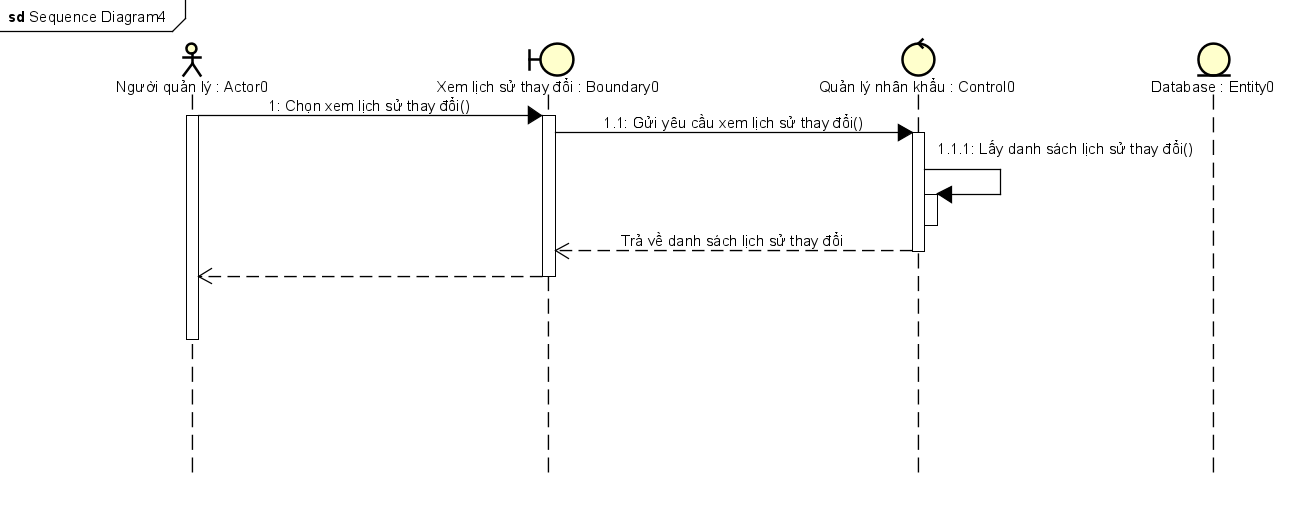 sd Sequence Diagram4
Người quản lý : Actor0
Xem lịch sử thay đổi : Boundary0
Quản lý nhân khẩu : Control0
Database : Entity0
1: Chọn xem lịch sử thay đổi()
1.1: Gửi yêu cầu xem lịch sử thay đổi()
1.1.1: Lấy danh sách lịch sử thay đổi()
Trả về danh sách lịch sử thay đổi